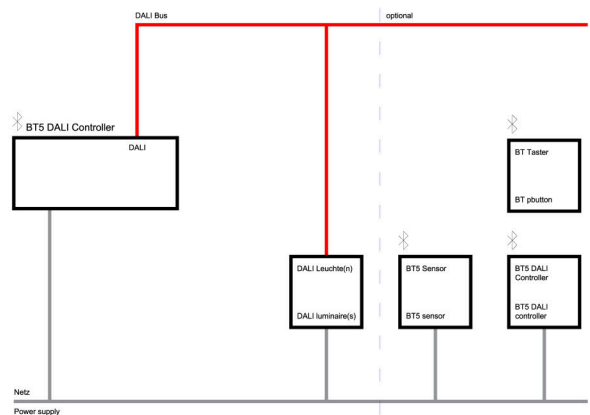 DALI Bus
optional
BT5 DALI Controller
DALI
BT Taster
BT pbutton
DALI Leuchte(n)
DALI luminaire(s)
BT5 Sensor
BT5 sensor
BT5 DALI
Controller
BT5 DALI
controller
Netz
Power supply